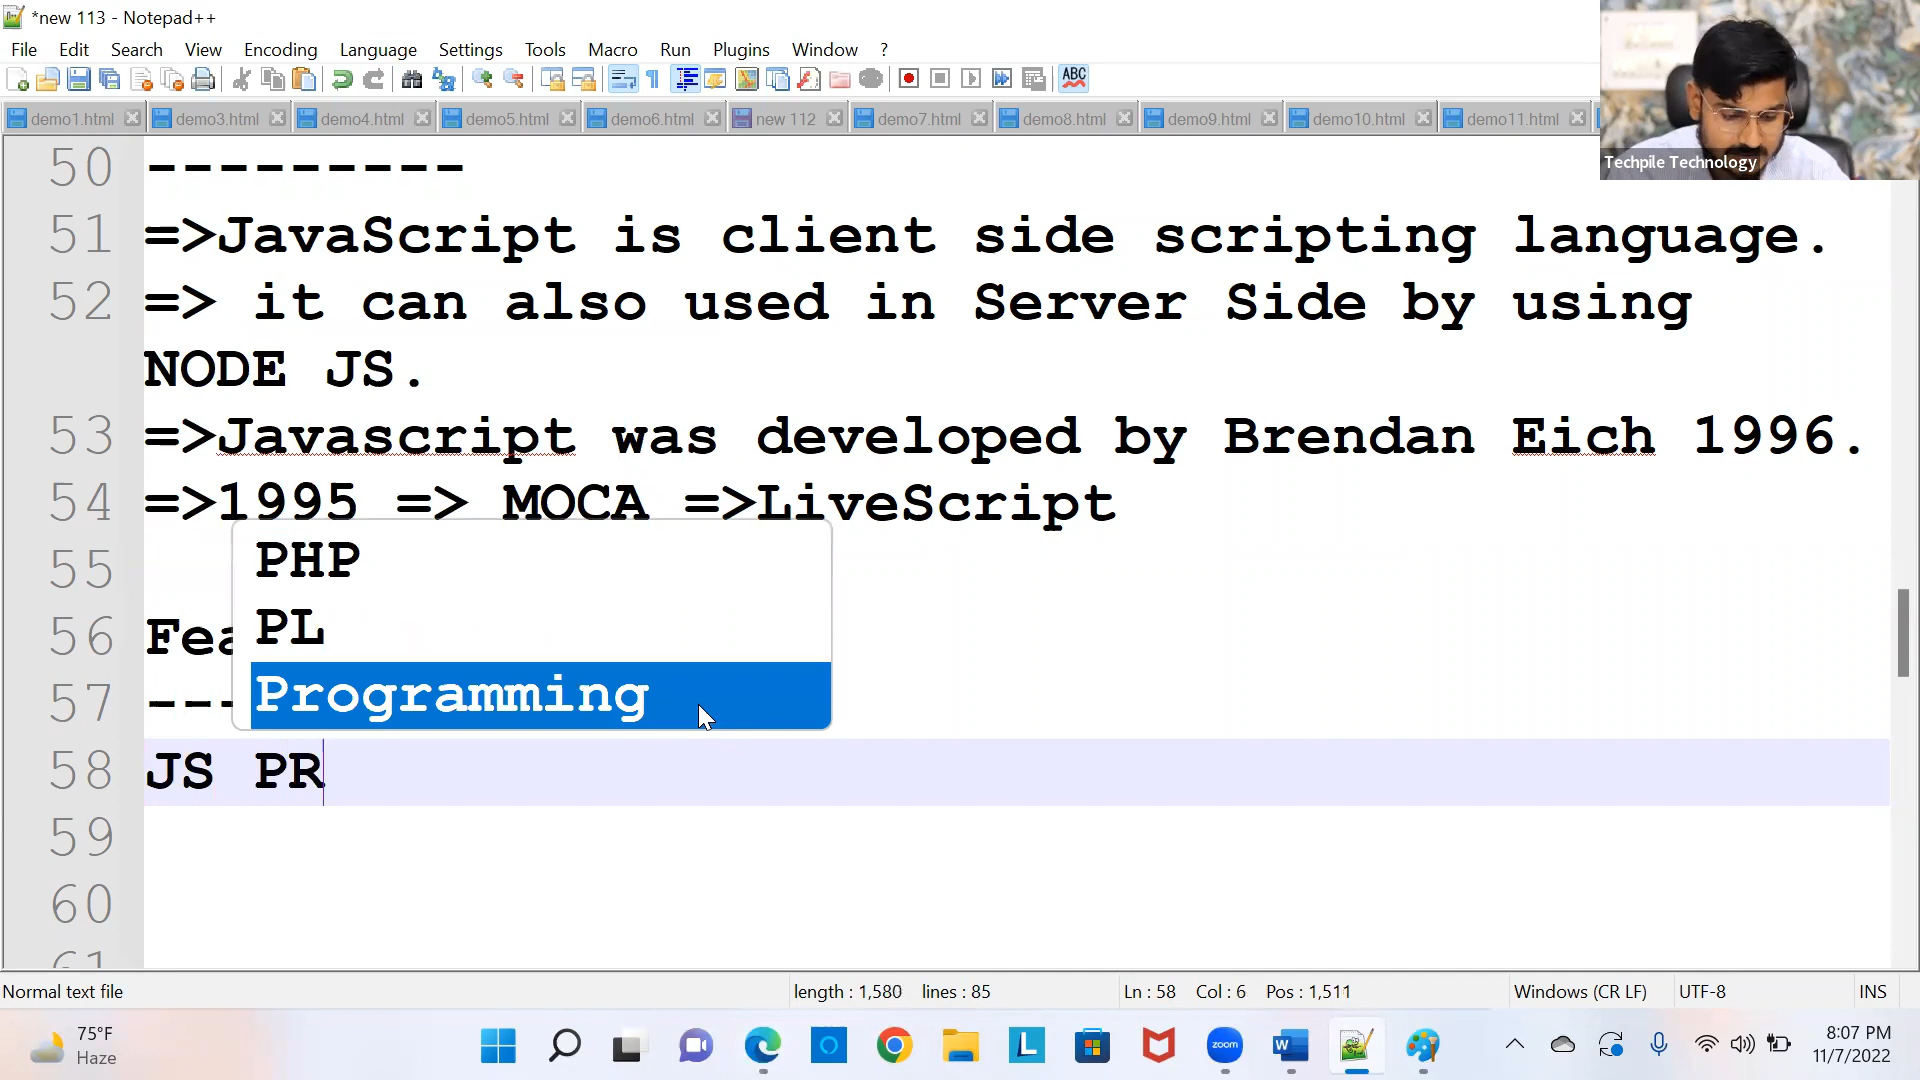 *new 113 - Notepad++
File Edit Search View Encoding Language Settings Tools Macro Run Plugins Window ?
ABC
demo1.html demo3.html demo4.html demo5.html demo6.html new 112 demo7.html demo8.html demo9.html demo10.html demo11.html
Techpile Technology
50 ---------
51 =>JavaScript is client side scripting language.
52 => it can also used in Server Side by using
NODE JS.
53 =>Javascript was developed by Brendan Eich 1996.
54 =>1995 => MOCA =>LiveScript
55
PHP
56 Fea
PL
57 ---
Programming
58 JS PR
59
60
61
Normal text file length : 1,580 lines : 85 Ln : 58 Col : 6 Pos : 1,511 Windows (CR LF) UTF-8 INS
75°F
Haze
zoom
W
L
8:07 PM
11/7/2022